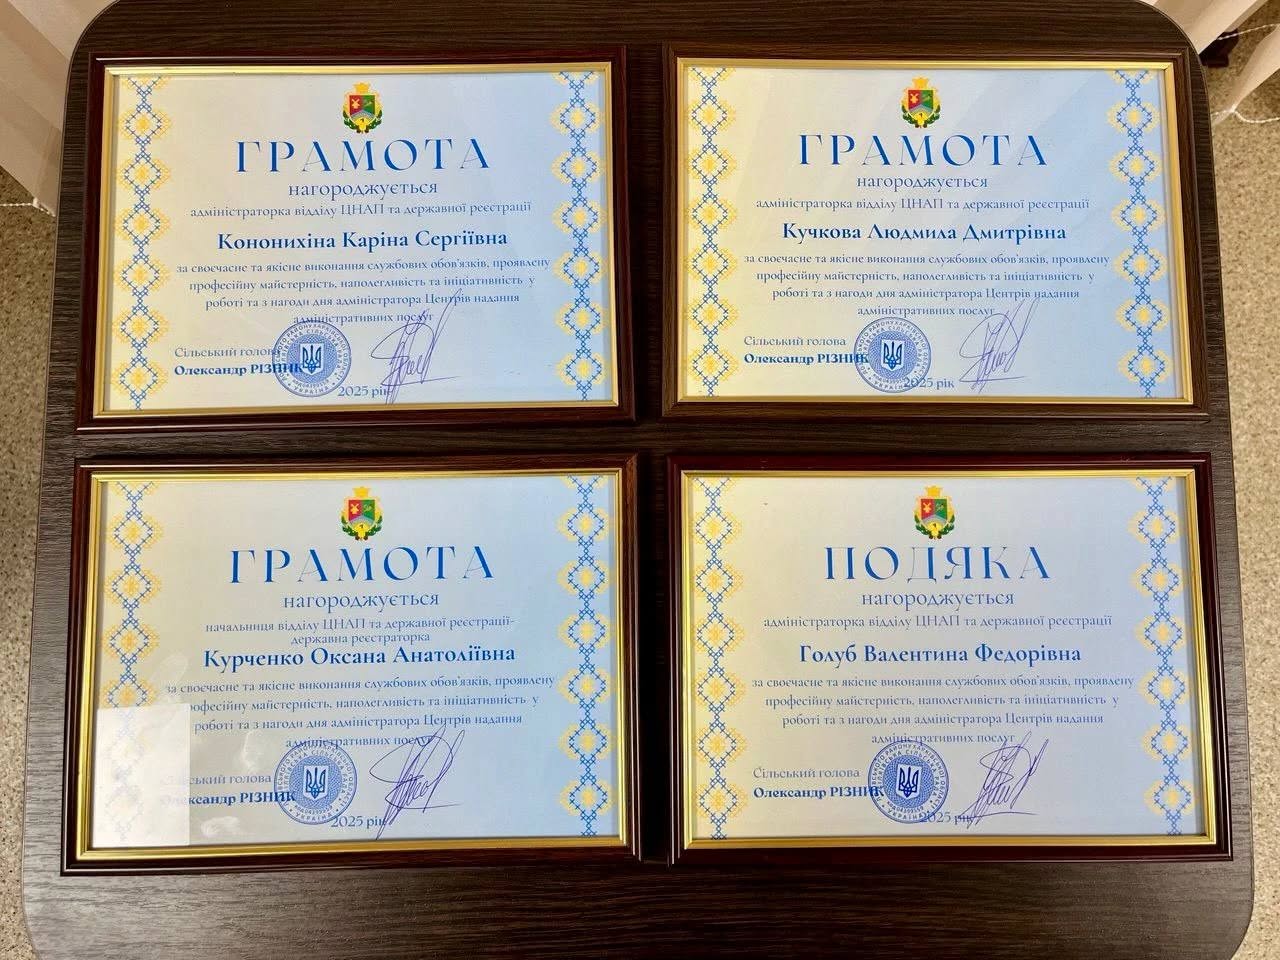 ГРАМОТА
нагороджується
адміністраторка відділу ЦНАП та державної реєстрації
Кононихіна Каріна Сергіївна
за своєчасне та якісне виконання службових обов'язків, проявлену
професійну майстерність, наполегливість та ініціативність у
роботі та з нагоди дня адміністратора Центрів надання
адміністративних послуг
Сільський голова
Олександр РІЗНИК
УКРАЇНА
2025 рік
ГРАМОТА
нагороджується
адміністраторка відділу ЦНАП та державної реєстрації
Кучкова Людмила Дмитрівна
за своєчасне та якісне виконання службових обов'язків, проявлену
професійну майстерність, наполегливість та ініціативність у
роботі та з нагоди дня адміністратора Центрів надання
адміністративних послуг
Сільський голова
Олександр РІЗНИК
УКРАЇНА
2025 рік
ГРАМОТА
нагороджується
начальниця відділу ЦНАП та державної реєстрації-
державна реєстраторка
Курченко Оксана Анатоліївна
за своєчасне та якісне виконання службових обов'язків, проявлену
професійну майстерність, наполегливість та ініціативність у
роботі та з нагоди дня адміністратора Центрів надання
адміністративних послуг
Сільський голова
Олександр РІЗНИК
УКРАЇНА
2025 рік
ПОДЯКА
нагороджується
адміністраторка відділу ЦНАП та державної реєстрації
Голуб Валентина Федорівна
за своєчасне та якісне виконання службових обов'язків, проявлену
професійну майстерність, наполегливість та ініціативність у
роботі та з нагоди дня адміністратора Центрів надання
адміністративних послуг
Сільський голова
Олександр РІЗНИК
УКРАЇНА
2025 рік